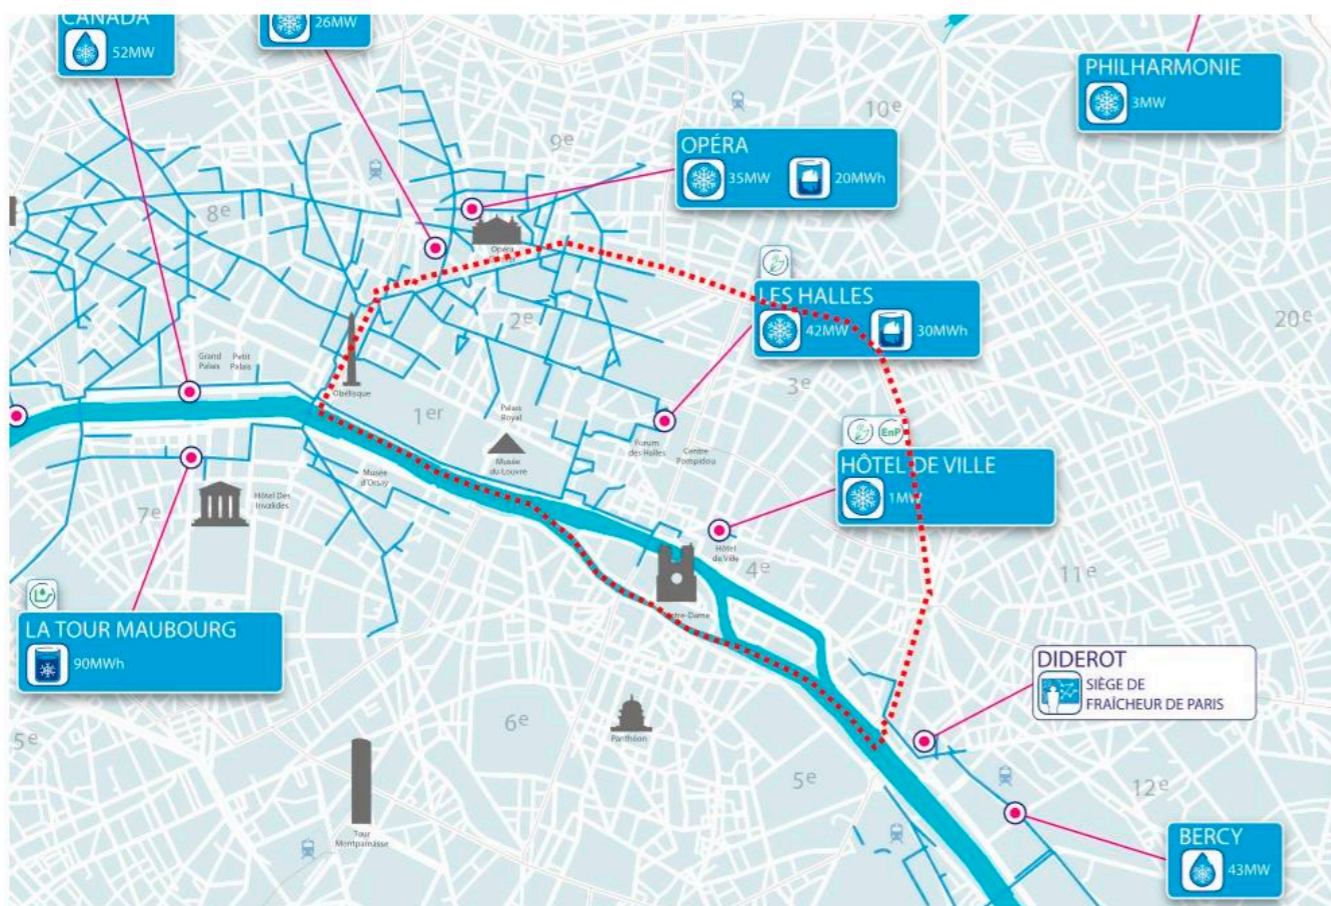 CANADA
52MW
26MW
PHILHARMONIE
3MW
10e
9e
OPÉRA
35MW
20MWh
8e
Opéra
LES HALLES
42MW
30MWh
2e
20e
Grand
Palais
Petit
Palais
Obélisque
3e
1er
Palais
Royal
Musée
du Louvre
Forum
des Halles
Centre
Pompidou
EnP
HÔTEL DE VILLE
1MW
Musée
d'Orsay
7e
Hôtel Des
Invalides
Hôtel
de Ville
4e
11e
Notre-Dame
LA TOUR MAUBOURG
90MWh
DIDEROT
SIÈGE DE
FRAÎCHEUR DE PARIS
6e
Panthéon
5e
5e
12e
Tour
Montparnasse
BERCY
43MW